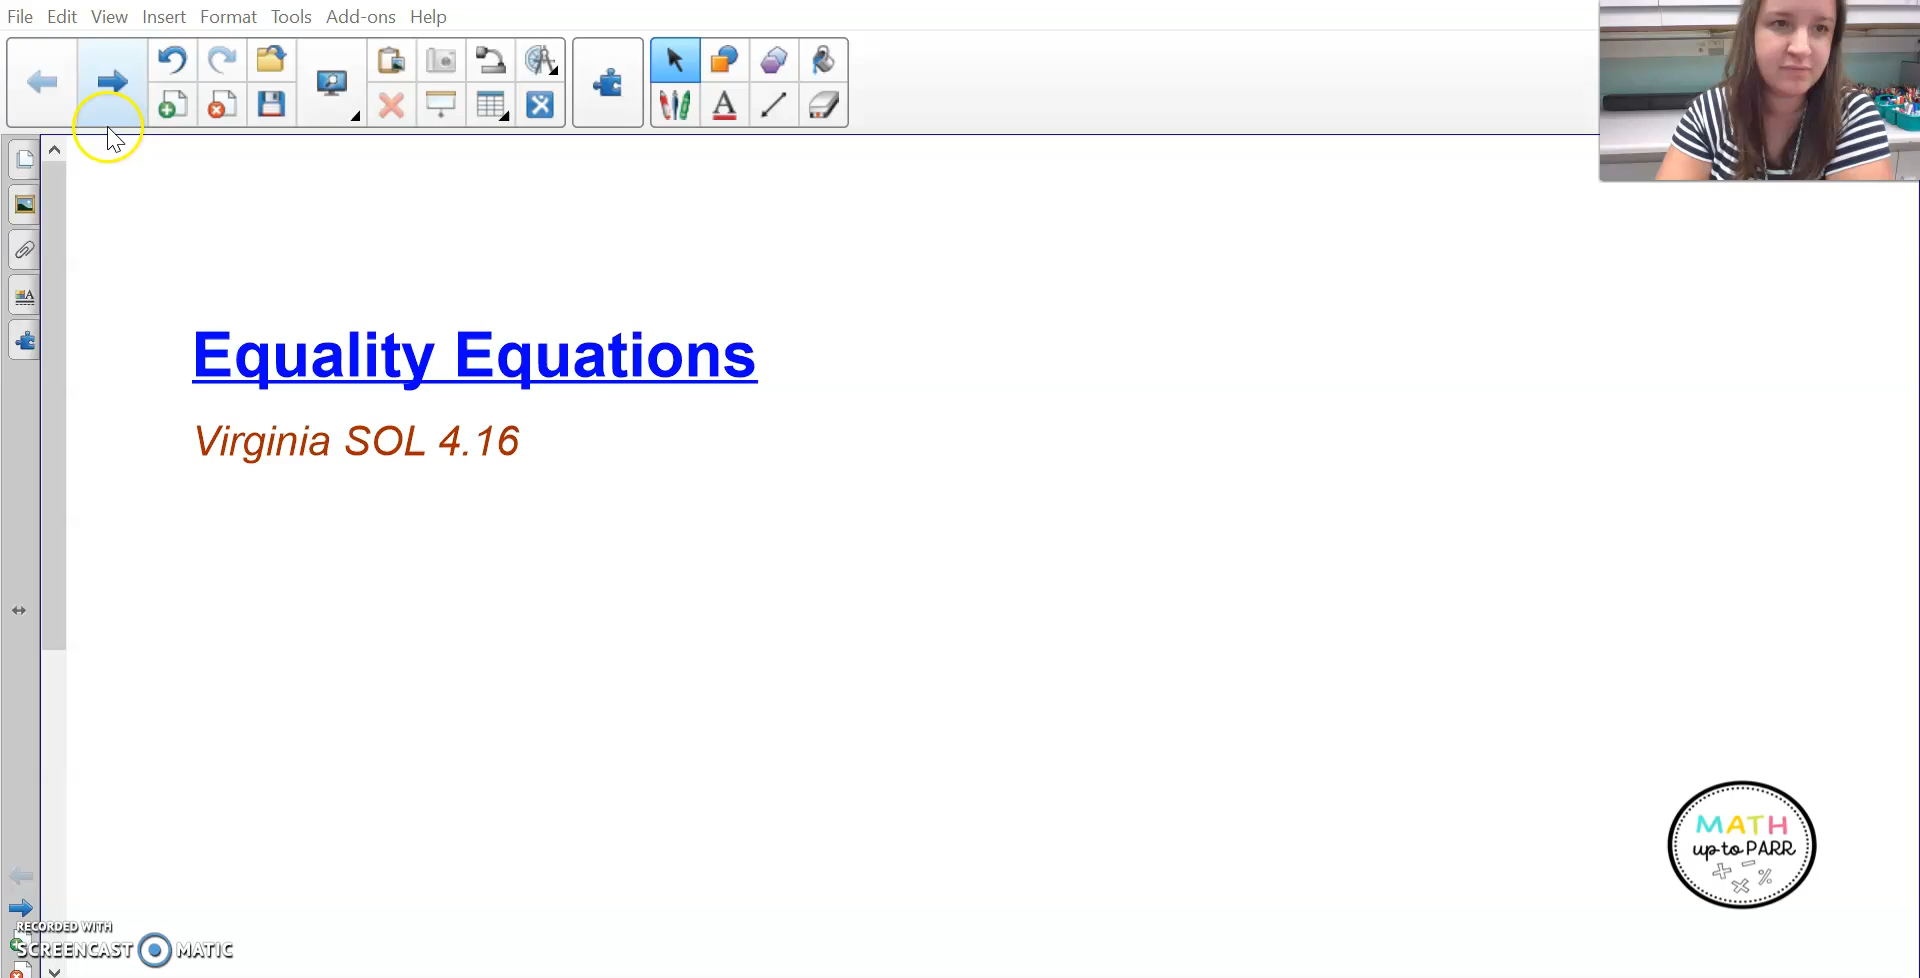 File Edit View Insert Format Tools Add-ons Help
Equality Equations
Virginia SOL 4.16
MATH
up to PARR
RECORDED WITH
SCREENCAST MATIC